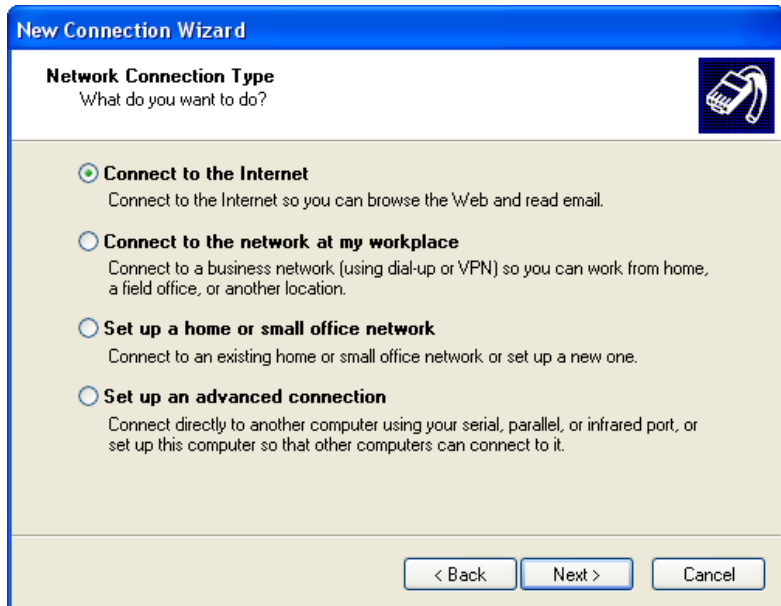 New Connection Wizard
Network Connection Type
What do you want to do?
Connect to the Internet
Connect to the Internet so you can browse the Web and read email.
Connect to the network at my workplace
Connect to a business network (using dial-up or VPN) so you can work from home,
a field office, or another location.
Set up a home or small office network
Connect to an existing home or small office network or set up a new one.
Set up an advanced connection
Connect directly to another computer using your serial, parallel, or infrared port, or
set up this computer so that other computers can connect to it.
< Back Next > Cancel